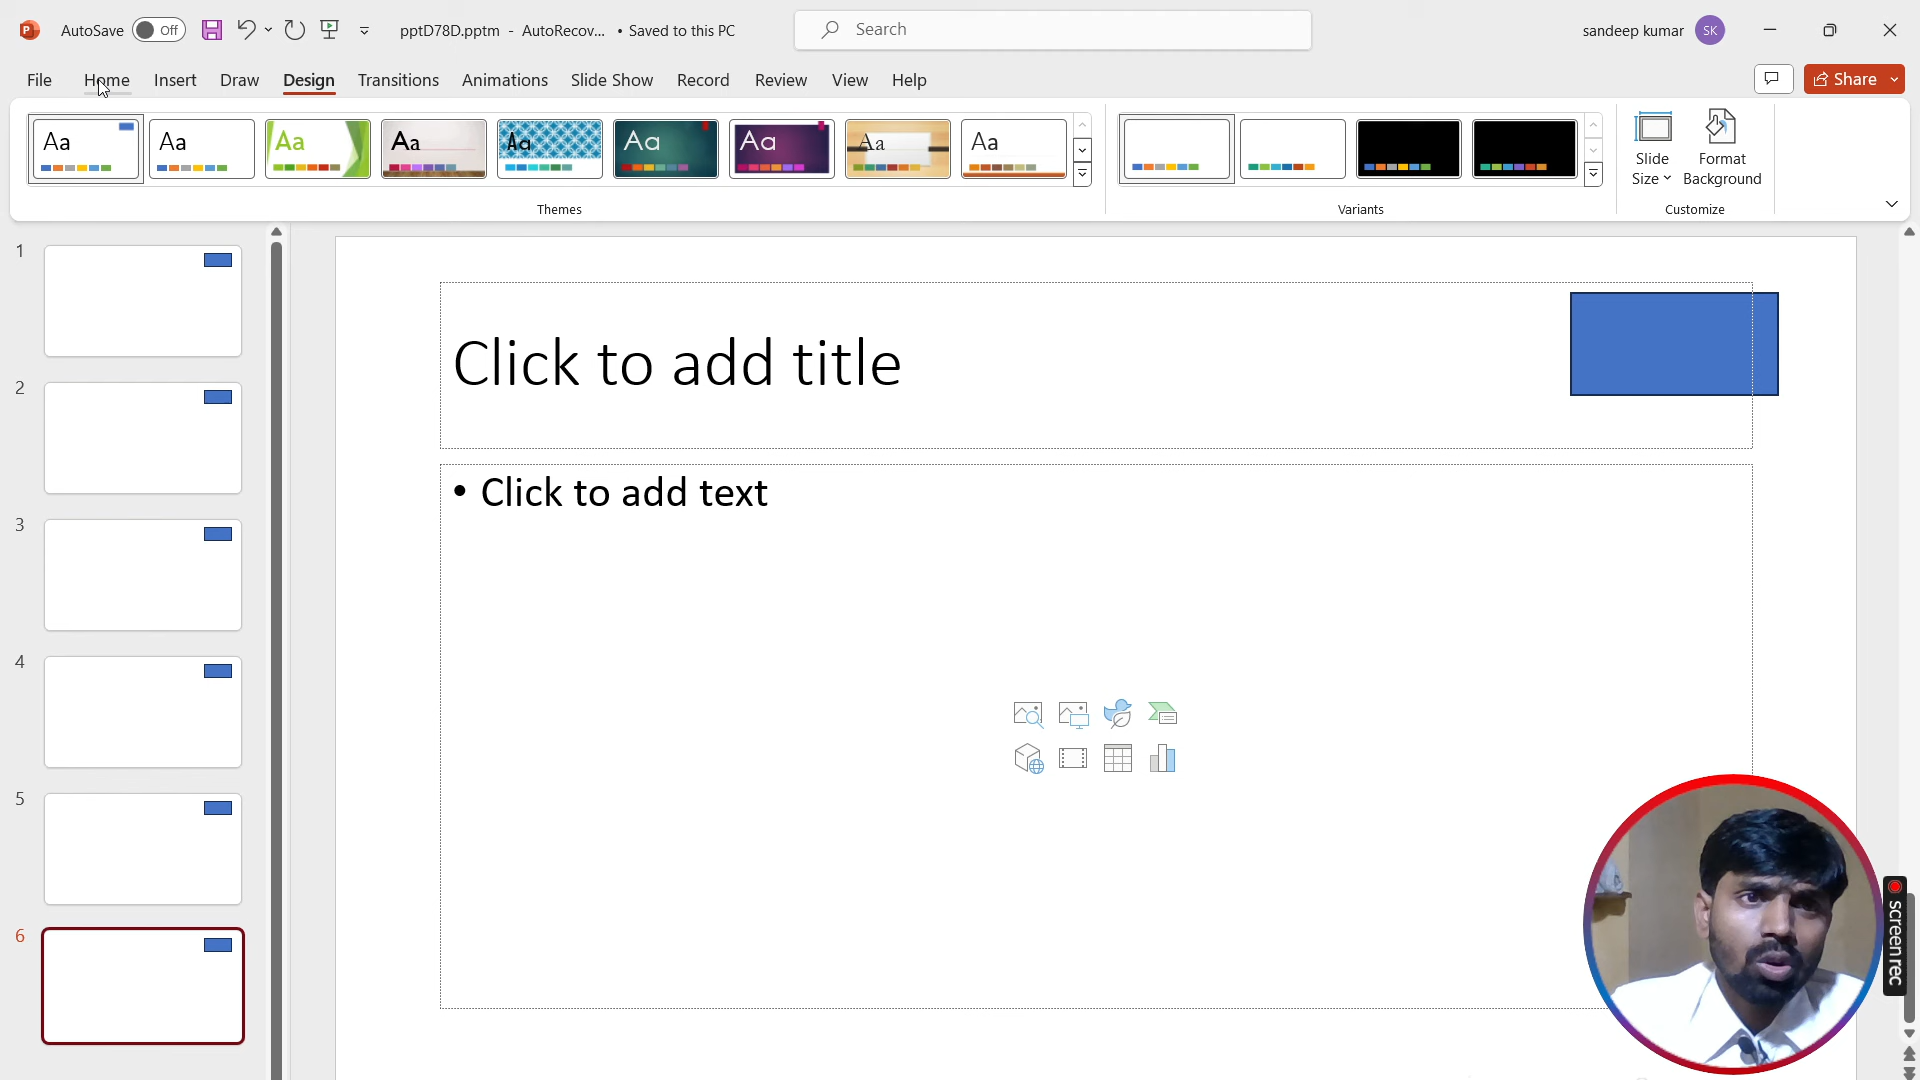 AutoSave Off pptD78D.pptm - AutoRecov... • Saved to this PC Search sandeep kumar SK
File Home Insert Draw Design Transitions Animations Slide Show Record Review View Help Share
Aa Aa Aa Aa Aa Aa Aa Aa Aa
Slide Size
Format Background
Themes Variants Customize
1
2
3
4
5
6
Click to add title
• Click to add text
screenrec